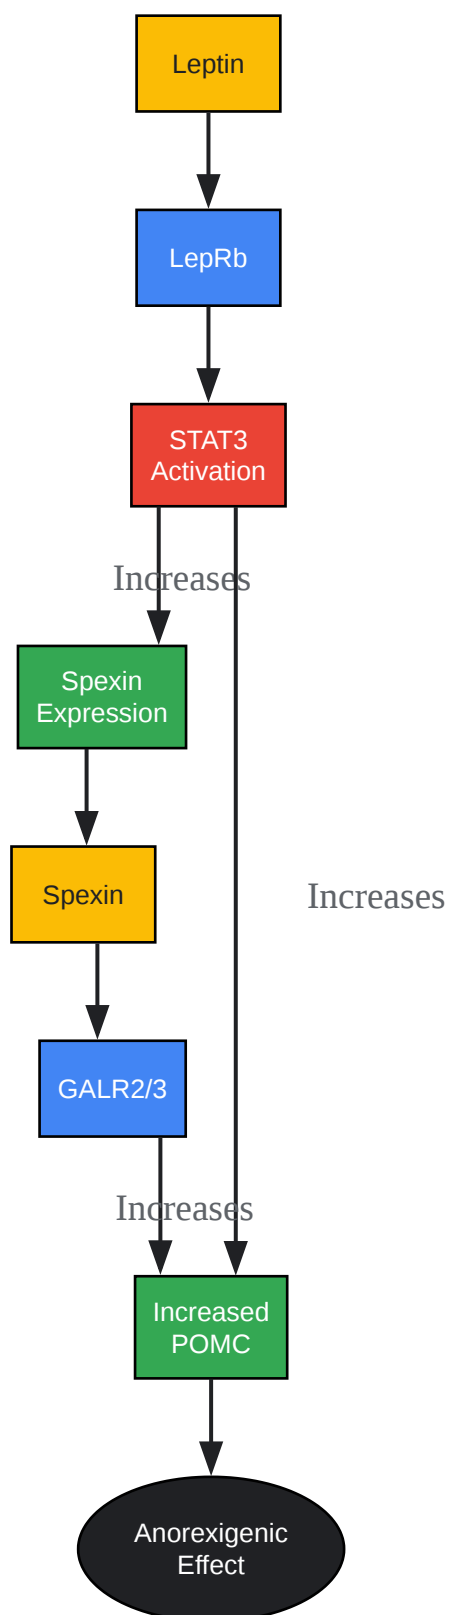 Leptin
LepRb
STAT3
Activation
Increases
Spexin
Expression
Spexin
Increases
GALR2/3
Increases
Increased
POMC
Anorexigenic
Effect